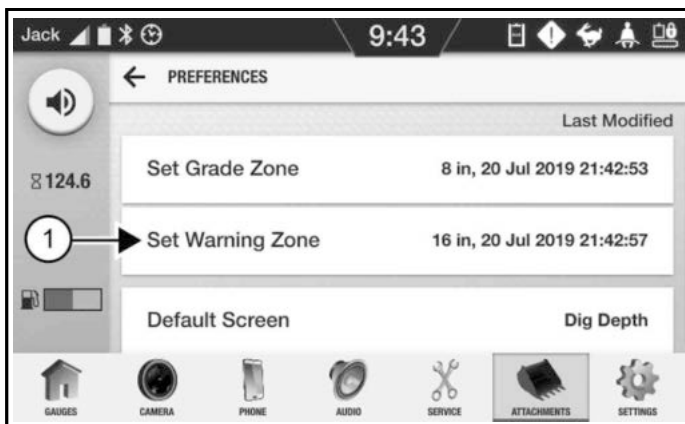 Jack 9:43
PREFERENCES
Last Modified
Set Grade Zone 8 in, 20 Jul 2019 21:42:53
124.6
1
Set Warning Zone 16 in, 20 Jul 2019 21:42:57
Default Screen Dig Depth
GAUGES CAMERA PHONE AUDIO SERVICE ATTACHMENTS SETTINGS